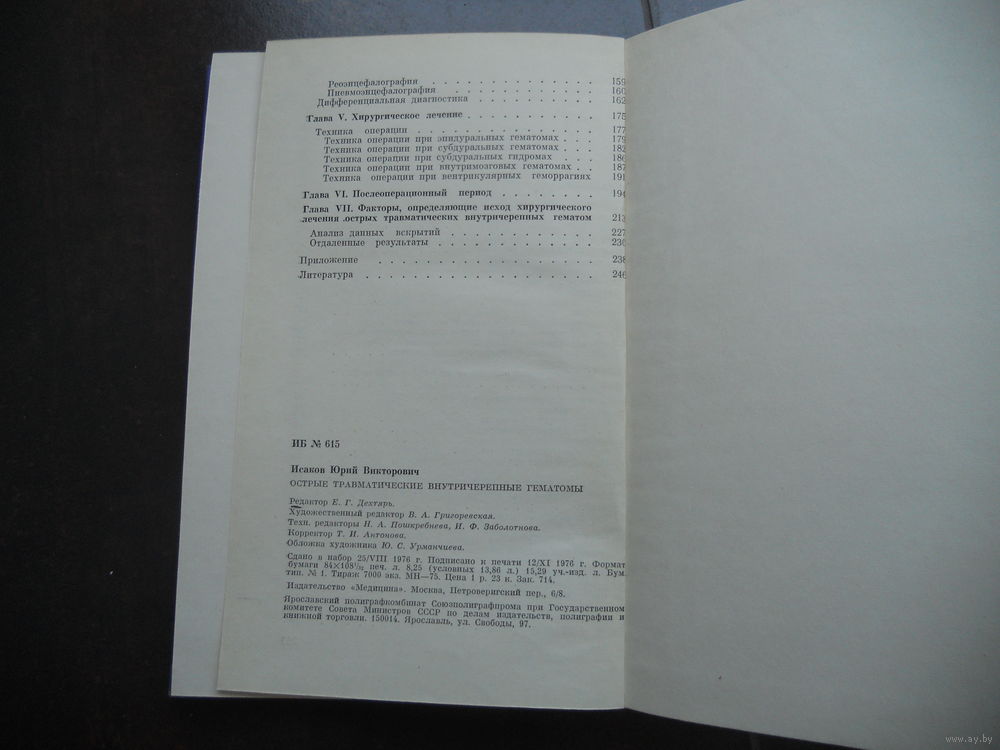 Реоэнцефалография . . . . . . . . . . . . . . 159
Пневмоэнцефалография . . . . . . . . . . . . 160
Дифференциальная диагностика . . . . . . . . . . 162
Глава V. Хирургическое лечение . . . . . . . . . . . 175
Техника операции . . . . . . . . . . . . . . . 177
Техника операции при эпидуральных гематомах . . . 179
Техника операции при субдуральных гематомах . . . 182
Техника операции при субдуральных гидромах . . . 186
Техника операции при внутримозговых гематомах . . 187
Техника операции при вентрикулярных геморрагиях 191
Глава VI. Послеоперационный период . . . . . . . . 194
Глава VII. Факторы, определяющие исход хирургического
лечения острых травматических внутричерепных гематом 213
Анализ данных вскрытий . . . . . . . . . . . . . 227
Отдаленные результаты . . . . . . . . . . . . . . 230
Приложение . . . . . . . . . . . . . . . . . . . 238
Литература . . . . . . . . . . . . . . . . . . . . 246
ИБ № 615
Исаков Юрий Викторович
ОСТРЫЕ ТРАВМАТИЧЕСКИЕ ВНУТРИЧЕРЕПНЫЕ ГЕМАТОМЫ
Редактор Е. Г. Дехтярь.
Художественный редактор В. А. Григоревская.
Техн. редакторы Н. А. Пошкребнева, И. Ф. Заболотнова.
Корректор Т. И. Антонова.
Обложка художника Ю. С. Урманчиева.
Сдано в набор 25/VIII 1976 г. Подписано к печати 12/XI 1976 г. Формат
бумаги 84×108¹/₃₂ печ. л. 8,25 (условных 13,86 л.) 15,29 уч.-изд. л. Бум.
тип. № 1. Тираж 7000 экз. МН—75. Цена 1 р. 23 к. Зак. 714.
Издательство «Медицина». Москва, Петроверигский пер., 6/8.
Ярославский полиграфкомбинат Союзполиграфпрома при Государственном
комитете Совета Министров СССР по делам издательств, полиграфии и
книжной торговли. 150014. Ярославль, ул. Свободы, 97.
www.ay.by